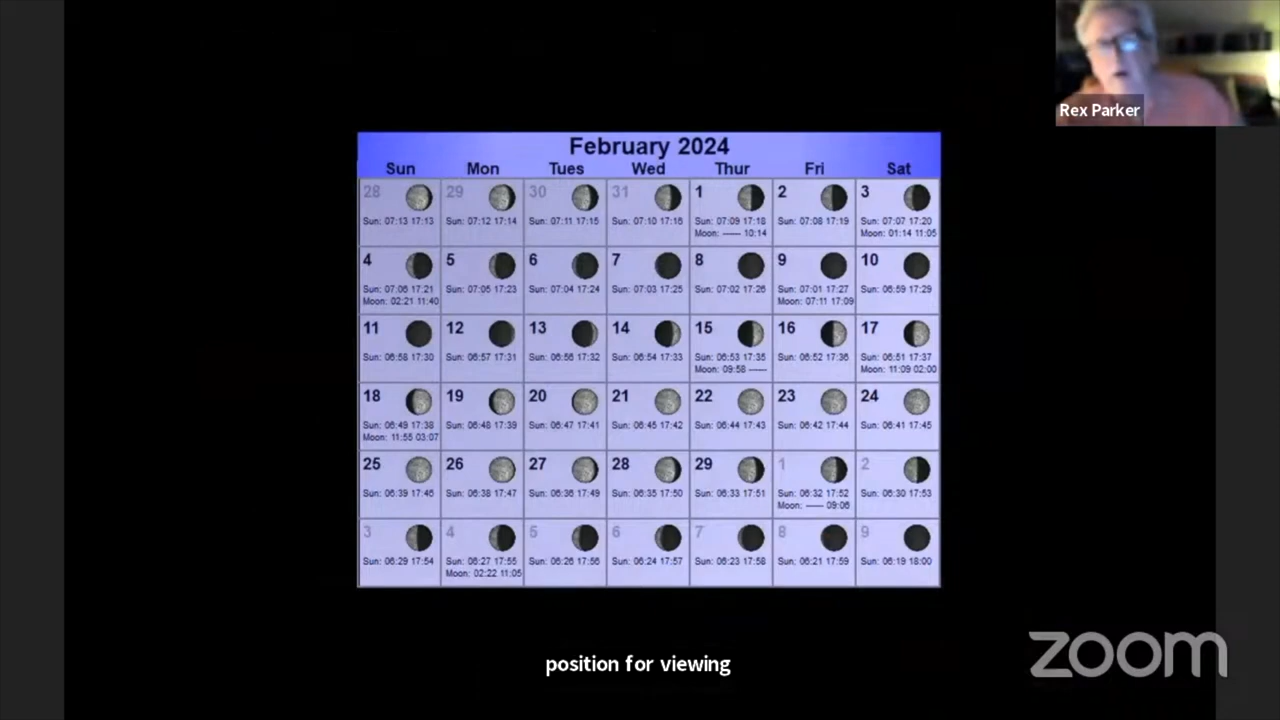 Rex Parker
February 2024
Sun Mon Tues Wed Thur Fri Sat
28 29 30 31 1 2 3
Sun: 07:13 17:13 Sun: 07:12 17:14 Sun: 07:11 17:15 Sun: 07:10 17:16 Sun: 07:09 17:18 Sun: 07:08 17:19 Sun: 07:07 17:20
Moon: —— 10:14 Moon: 01:14 11:05
4 5 6 7 8 9 10
Sun: 07:06 17:21 Sun: 07:05 17:23 Sun: 07:04 17:24 Sun: 07:03 17:25 Sun: 07:02 17:26 Sun: 07:01 17:27 Sun: 06:59 17:29
Moon: 02:21 11:40 Moon: 07:11 17:09
11 12 13 14 15 16 17
Sun: 06:58 17:30 Sun: 06:57 17:31 Sun: 06:56 17:32 Sun: 06:54 17:33 Sun: 06:53 17:35 Sun: 06:52 17:36 Sun: 06:51 17:37
Moon: 09:58 —— Moon: 11:09 02:00
18 19 20 21 22 23 24
Sun: 06:49 17:38 Sun: 06:48 17:39 Sun: 06:47 17:41 Sun: 06:45 17:42 Sun: 06:44 17:43 Sun: 06:42 17:44 Sun: 06:41 17:45
Moon: 11:55 03:07
25 26 27 28 29 1 2
Sun: 06:39 17:46 Sun: 06:38 17:47 Sun: 06:36 17:49 Sun: 06:35 17:50 Sun: 06:33 17:51 Sun: 06:32 17:52 Sun: 06:30 17:53
Moon: —— 09:06
3 4 5 6 7 8 9
Sun: 06:29 17:54 Sun: 06:27 17:55 Sun: 06:26 17:56 Sun: 06:24 17:57 Sun: 06:23 17:58 Sun: 06:21 17:59 Sun: 06:19 18:00
Moon: 02:22 11:05
position for viewing
zoom